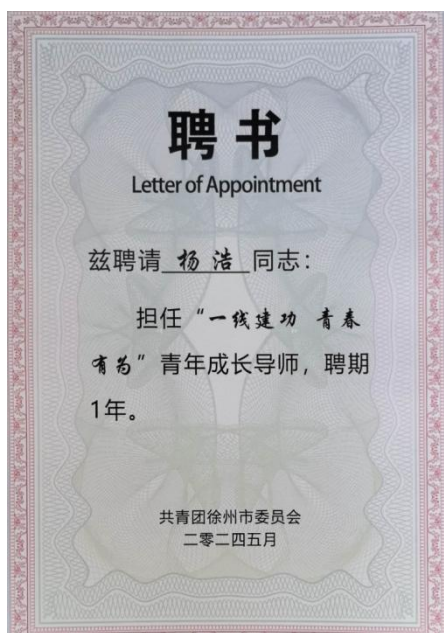 聘书
Letter of Appointment
兹聘请 杨浩 同志：
担任“一线建功 青春
有为”青年成长导师，聘期
1年。
共青团徐州市委员会
二零二四五月